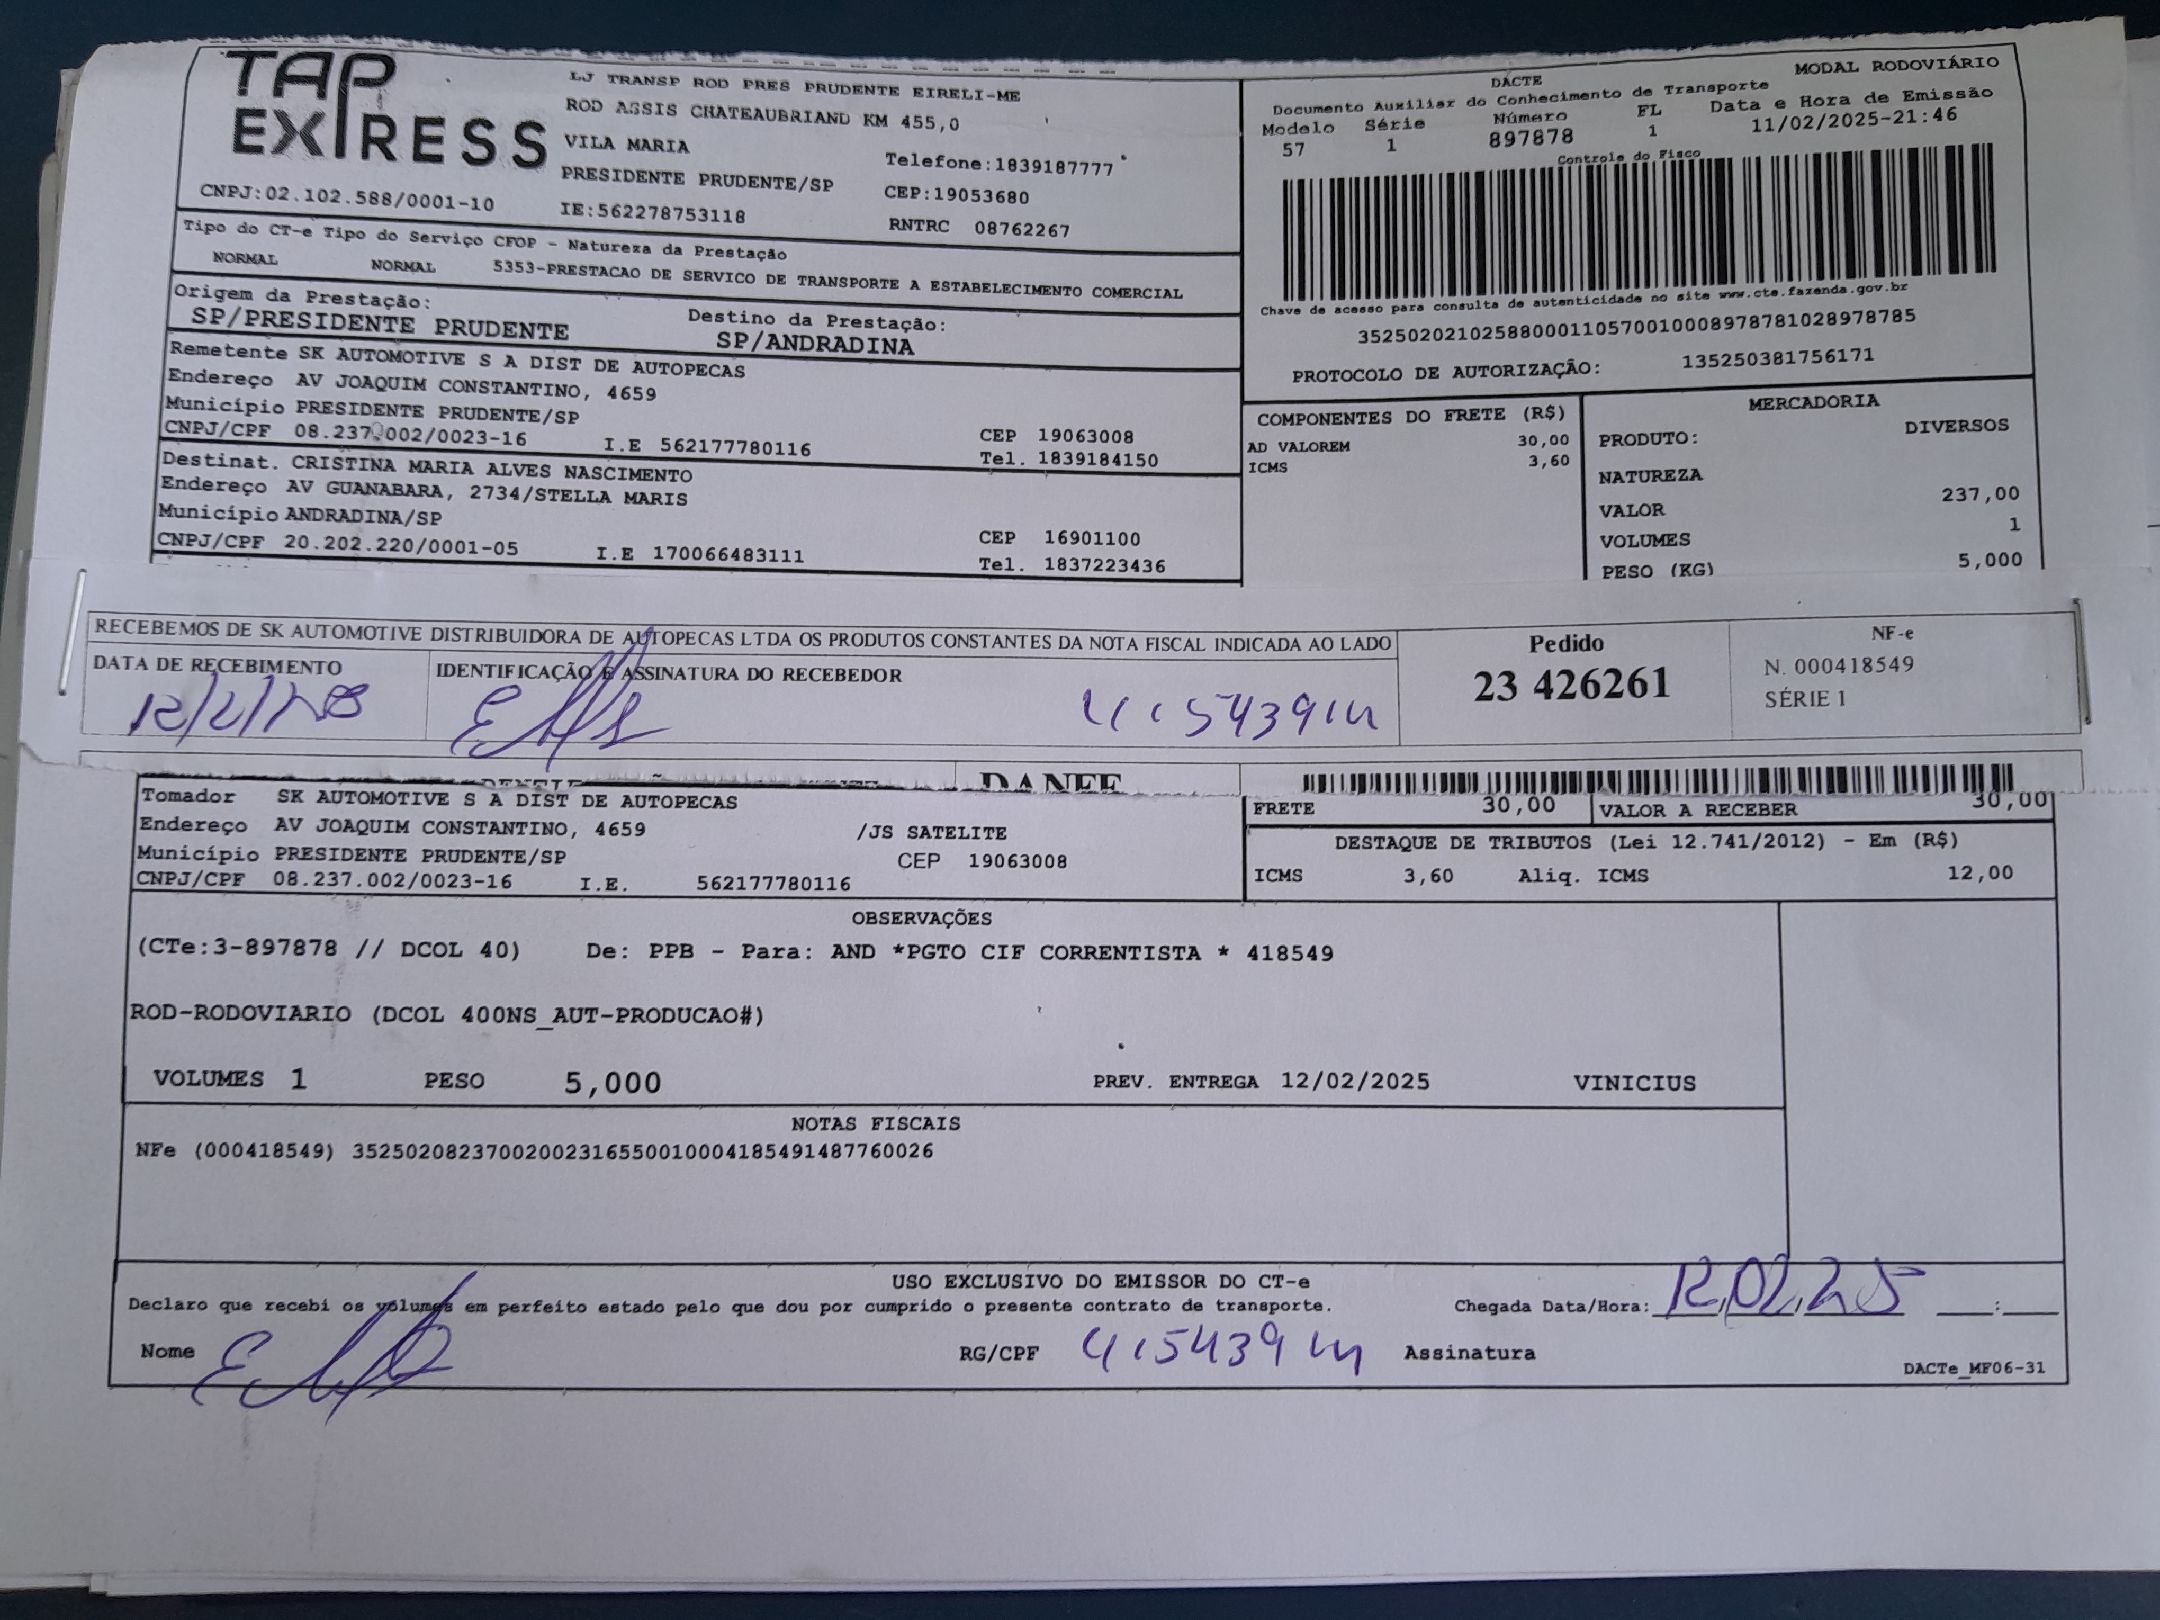 TAP
EXPRESS
LJ TRANSP ROD PRES PRUDENTE EIRELI-ME
ROD ASSIS CHATEAUBRIAND KM 455,0
VILA MARIA
Telefone:1839187777
PRESIDENTE PRUDENTE/SP CEP:19053680
CNPJ:02.102.588/0001-10 IE:562278753118 RNTRC 08762267
DACTE MODAL RODOVIÁRIO
Documento Auxiliar do Conhecimento de Transporte
Modelo Série Número FL Data e Hora de Emissão
57 1 897878 1 11/02/2025-21:46
Controle do Fisco
Chave de acesso para consulta de autenticidade no site www.cte.fazenda.gov.br
35250202102588000110570010008978781028978785
PROTOCOLO DE AUTORIZAÇÃO: 135250381756171
Tipo do CT-e Tipo do Serviço CFOP - Natureza da Prestação
NORMAL NORMAL 5353-PRESTACAO DE SERVICO DE TRANSPORTE A ESTABELECIMENTO COMERCIAL
Origem da Prestação: Destino da Prestação:
SP/PRESIDENTE PRUDENTE SP/ANDRADINA
Remetente SK AUTOMOTIVE S A DIST DE AUTOPECAS
Endereço AV JOAQUIM CONSTANTINO, 4659
Município PRESIDENTE PRUDENTE/SP CEP 19063008
CNPJ/CPF 08.237.002/0023-16 I.E 562177780116 Tel. 1839184150
Destinat. CRISTINA MARIA ALVES NASCIMENTO
Endereço AV GUANABARA, 2734/STELLA MARIS
Município ANDRADINA/SP CEP 16901100
CNPJ/CPF 20.202.220/0001-05 I.E 170066483111 Tel. 1837223436
COMPONENTES DO FRETE (R$)
AD VALOREM 30,00
ICMS 3,60
MERCADORIA
PRODUTO: DIVERSOS
NATUREZA
VALOR 237,00
VOLUMES 1
PESO (KG) 5,000
RECEBEMOS DE SK AUTOMOTIVE DISTRIBUIDORA DE AUTOPECAS LTDA OS PRODUTOS CONSTANTES DA NOTA FISCAL INDICADA AO LADO
DATA DE RECEBIMENTO IDENTIFICAÇÃO E ASSINATURA DO RECEBEDOR
Pedido
23 426261
NF-e
N. 000418549
SÉRIE 1
DANFE
Tomador SK AUTOMOTIVE S A DIST DE AUTOPECAS
Endereço AV JOAQUIM CONSTANTINO, 4659 /JS SATELITE
Município PRESIDENTE PRUDENTE/SP CEP 19063008
CNPJ/CPF 08.237.002/0023-16 I.E. 562177780116
FRETE 30,00 VALOR A RECEBER 30,00
DESTAQUE DE TRIBUTOS (Lei 12.741/2012) - Em (R$)
ICMS 3,60 Aliq. ICMS 12,00
OBSERVAÇÕES
(CTe:3-897878 // DCOL 40) De: PPB - Para: AND *PGTO CIF CORRENTISTA * 418549
ROD-RODOVIARIO (DCOL 400NS_AUT-PRODUCAO#)
VOLUMES 1 PESO 5,000 PREV. ENTREGA 12/02/2025 VINICIUS
NOTAS FISCAIS
NFe (000418549) 35250208237002002316550010004185491487760026
USO EXCLUSIVO DO EMISSOR DO CT-e
Declaro que recebi os volumes em perfeito estado pelo que dou por cumprido o presente contrato de transporte. Chegada Data/Hora: 12/02/25 __:__
Nome RG/CPF Assinatura
DACTe_MF06-31